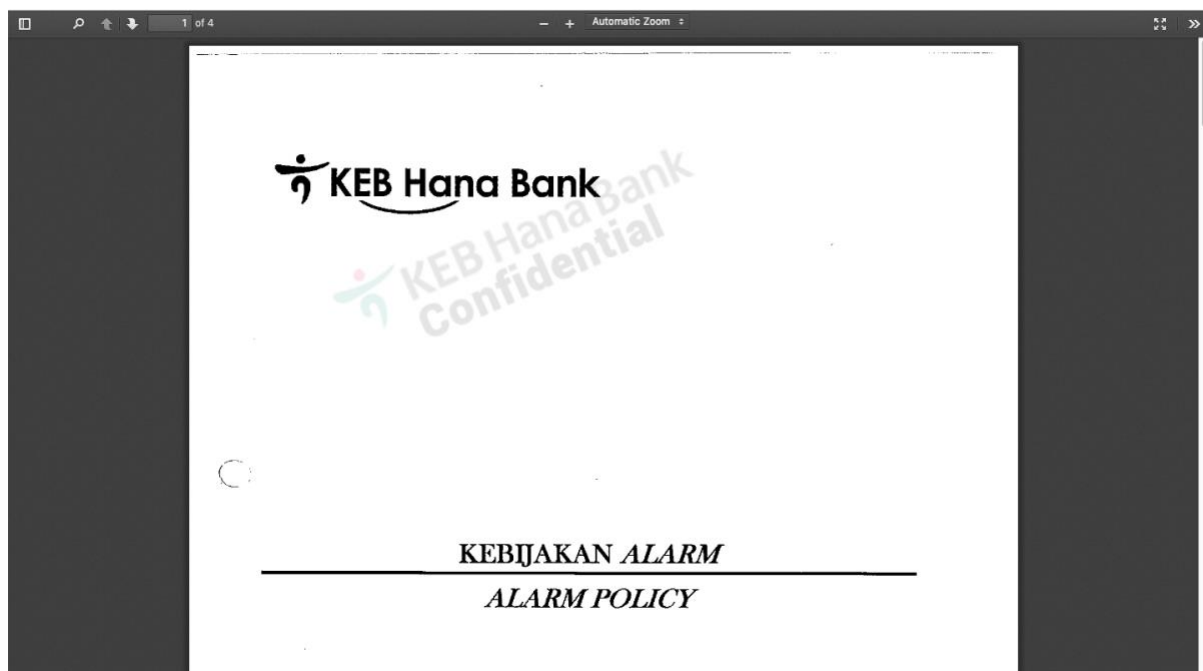 1 of 4
Automatic Zoom
KEB Hana Bank
KEB Hana Bank
Confidential
KEBIJAKAN ALARM
ALARM POLICY